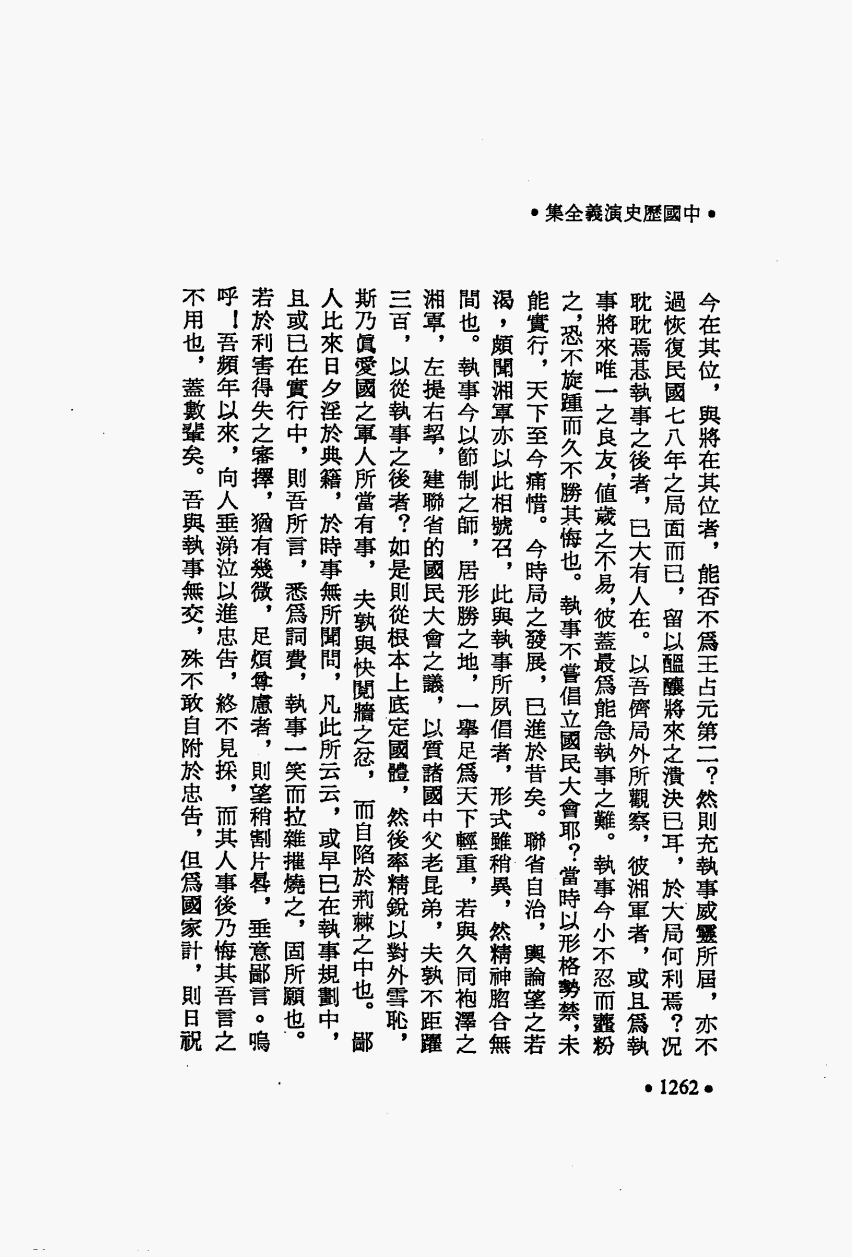 •中國歷史演義全集•
今在其位，與將在其位者，能否不爲王占元第二？然則充執事威靈所屆，亦不
過恢復民國七八年之局面而已，留以醞釀將來之潰決已耳，於大局何利焉？況
耽耽焉惎執事之後者，已大有人在。以吾儕局外所觀察，彼湘軍者，或且爲執
事將來唯一之良友，值歲之不易，彼蓋最爲能急執事之難。執事今小不忍而虀粉
之，恐不旋踵而久不勝其悔也。執事不嘗倡立國民大會耶？當時以形格勢禁，未
能實行，天下至今痛惜。今時局之發展，已進於昔矣。聯省自治，輿論望之若
渴，頗聞湘軍亦以此相號召，此與執事所夙倡者，形式雖稍異，然精神脗合無
間也。執事今以節制之師，居形勝之地，一舉足爲天下輕重，若與久同袍澤之
湘軍，左提右挈，建聯省的國民大會之議，以質諸國中父老昆弟，夫孰不距躍
三百，以從執事之後者？如是則從根本上底定國體，然後率精銳以對外雪恥，
斯乃眞愛國之軍人所當有事，夫孰與快鬩牆之忿，而自陷於荊棘之中也。鄙
人比來日夕淫於典籍，於時事無所聞問，凡此所云云，或早已在執事規劃中，
且或已在實行中，則吾所言，悉爲詞費，執事一笑而拉雜摧燒之，固所願也。
若於利害得失之審擇，猶有幾微，足煩尊慮者，則望稍割片晷，垂意鄙言。嗚
呼！吾頻年以來，向人垂涕泣以進忠告，終不見採，而其人事後乃悔其吾言之
不用也，蓋數輩矣。吾與執事無交，殊不敢自附於忠告，但爲國家計，則日祝
•1262•